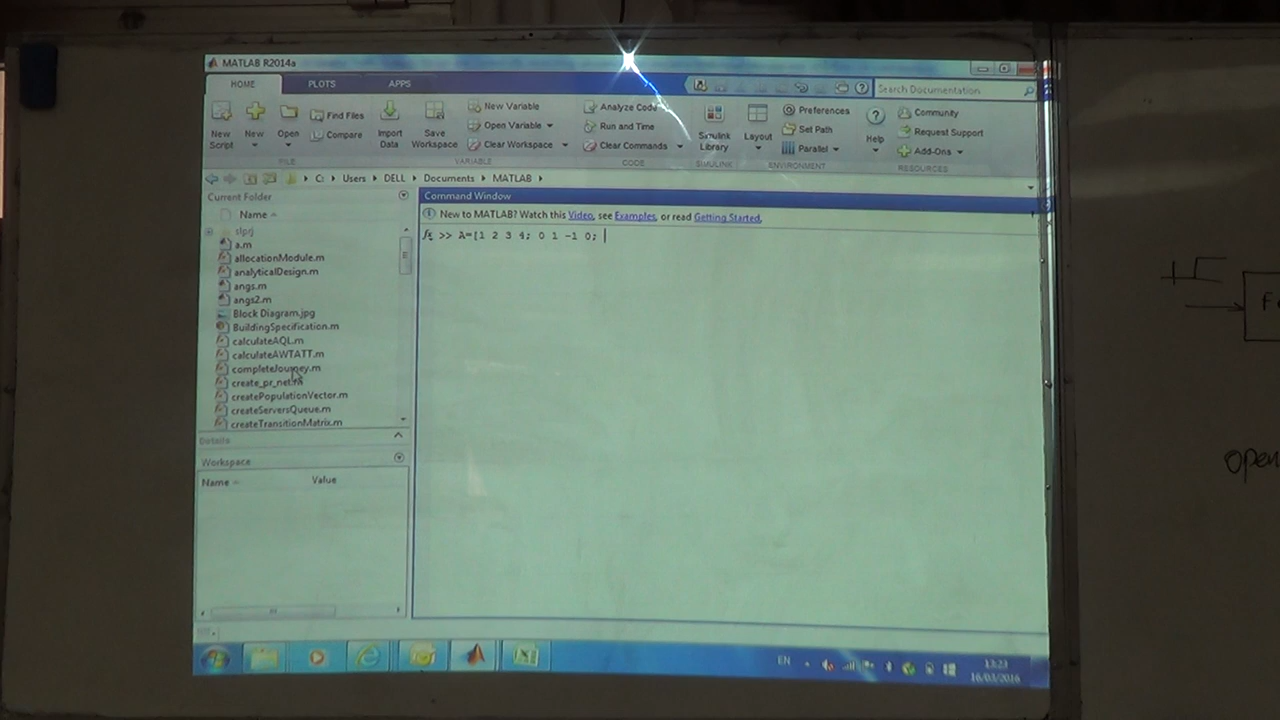 MATLAB R2014a
HOME PLOTS APPS
Search Documentation
New Script
New
Open
Find Files
Compare
Import Data
Save Workspace
New Variable
Open Variable
Clear Workspace
Analyze Code
Run and Time
Clear Commands
Simulink Library
Layout
Preferences
Set Path
Parallel
Help
Community
Request Support
Add-Ons
FILE VARIABLE CODE SIMULINK ENVIRONMENT RESOURCES
C: Users DELL Documents MATLAB
Current Folder
Name
slprj
a.m
allocationModule.m
analyticalDesign.m
angs.m
angs2.m
Block Diagram.jpg
BuildingSpecification.m
calculateAQL.m
calculateAWTATT.m
completeJourney.m
create_pr_net.m
createPopulationVector.m
createServersQueue.m
createTransitionMatrix.m
Details
Workspace
Name Value
Command Window
New to MATLAB? Watch this Video, see Examples, or read Getting Started.
fx >> A=[1 2 3 4; 0 1 -1 0;
EN
13:23
16/03/2016
open